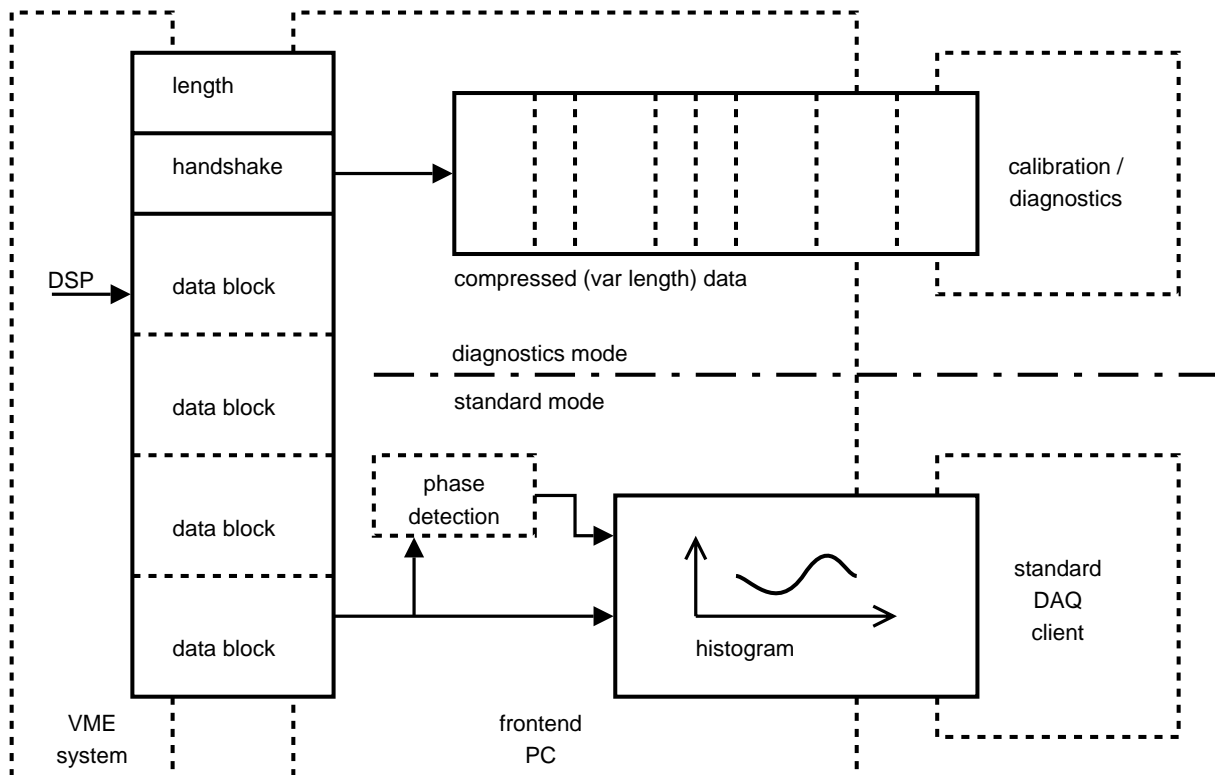 length
handshake
calibration /
diagnostics
DSP
data block
compressed (var length) data
diagnostics mode
standard mode
data block
phase
detection
data block
standard
DAQ
client
histogram
data block
VME
system
frontend
PC